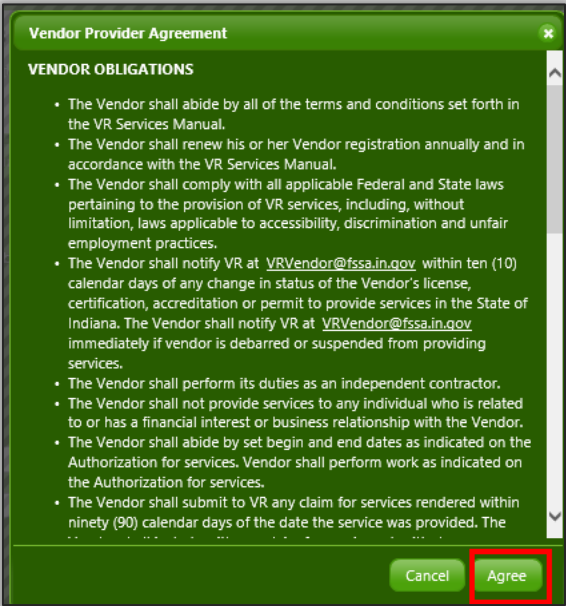 Vendor Provider Agreement
VENDOR OBLIGATIONS
• The Vendor shall abide by all of the terms and conditions set forth in
the VR Services Manual.
• The Vendor shall renew his or her Vendor registration annually and in
accordance with the VR Services Manual.
• The Vendor shall comply with all applicable Federal and State laws
pertaining to the provision of VR services, including, without
limitation, laws applicable to accessibility, discrimination and unfair
employment practices.
• The Vendor shall notify VR at VRVendor@fssa.in.gov within ten (10)
calendar days of any change in status of the Vendor's license,
certification, accreditation or permit to provide services in the State of
Indiana. The Vendor shall notify VR at VRVendor@fssa.in.gov
immediately if vendor is debarred or suspended from providing
services.
• The Vendor shall perform its duties as an independent contractor.
• The Vendor shall not provide services to any individual who is related
to or has a financial interest or business relationship with the Vendor.
• The Vendor shall abide by set begin and end dates as indicated on the
Authorization for services. Vendor shall perform work as indicated on
the Authorization for services.
• The Vendor shall submit to VR any claim for services rendered within
ninety (90) calendar days of the date the service was provided. The
Cancel Agree